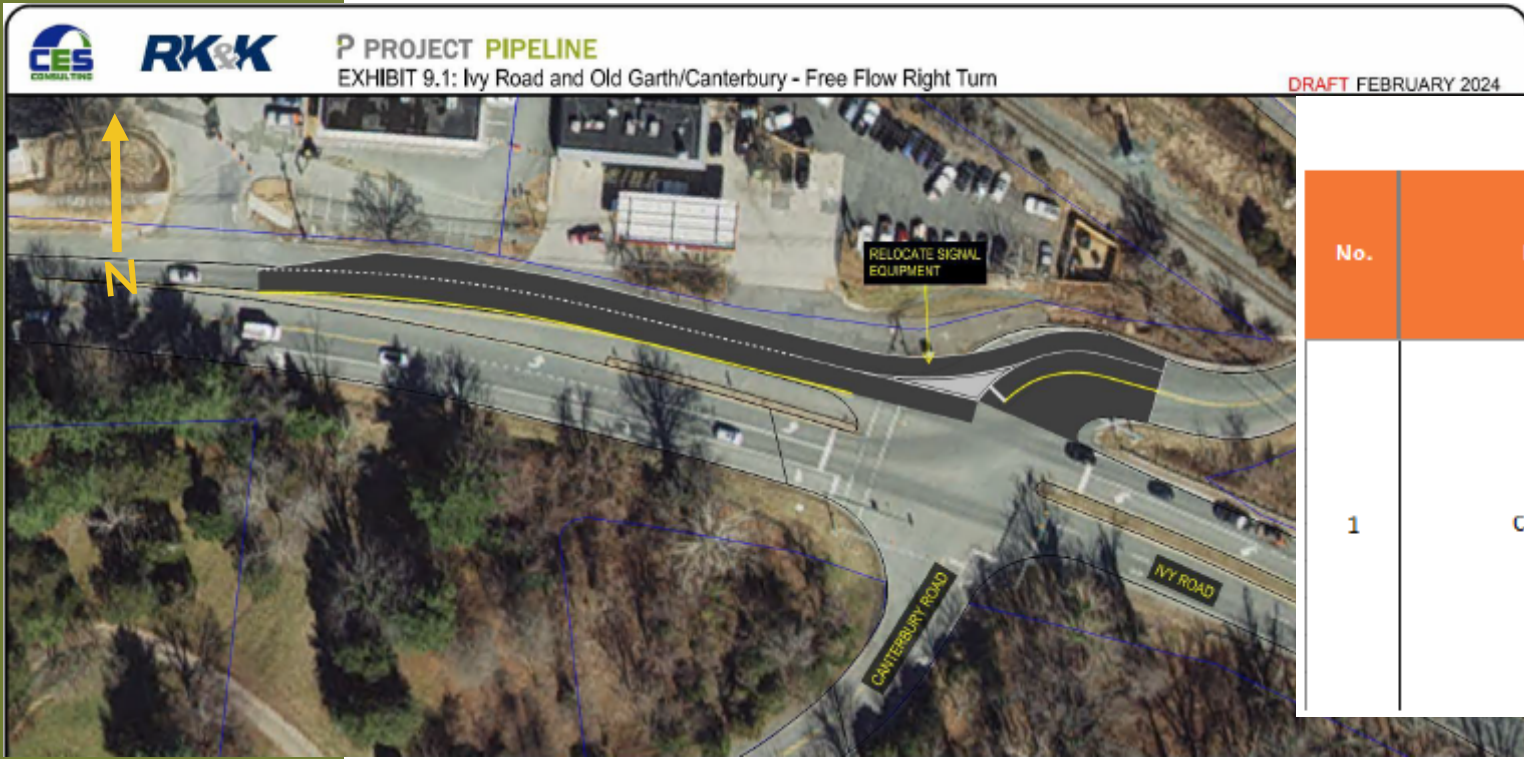 CES
CONSULTING
RK&K
P PROJECT PIPELINE
EXHIBIT 9.1: Ivy Road and Old Garth/Canterbury - Free Flow Right Turn
DRAFT FEBRUARY 2024
N
RELOCATE SIGNAL
EQUIPMENT
No.
1
IVY ROAD
CANTERBURY ROAD